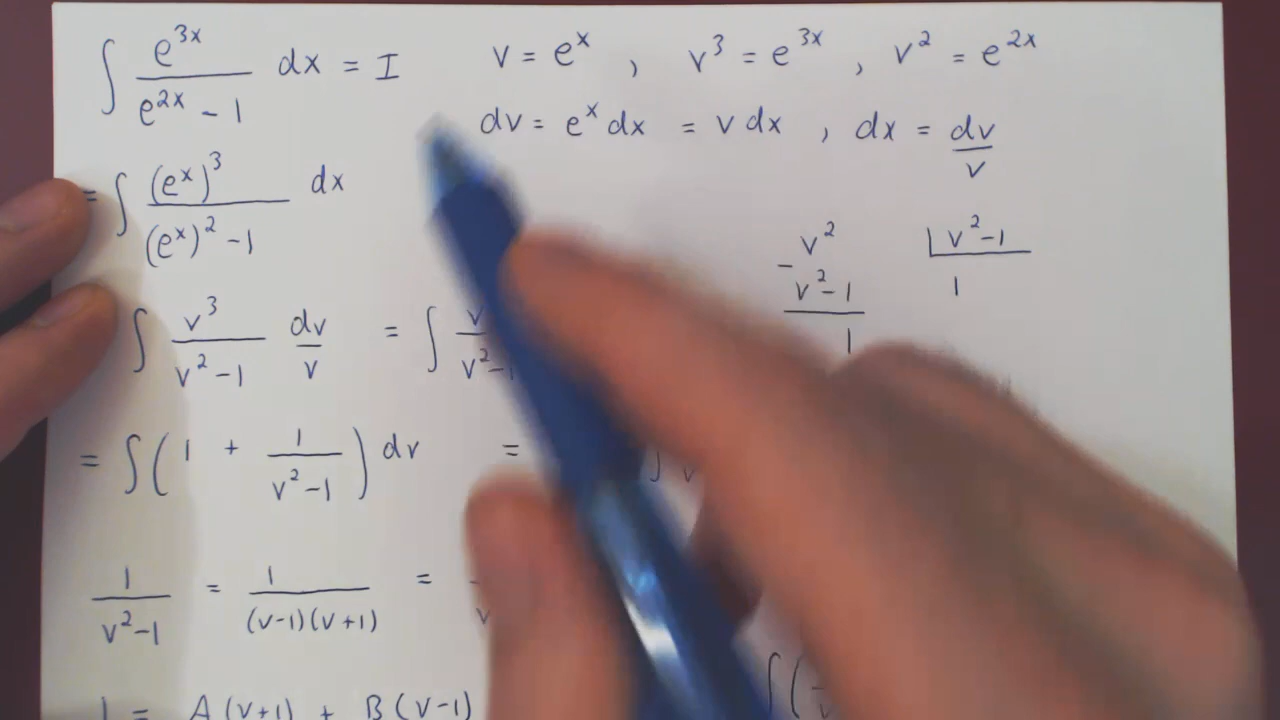 ∫ e^{3x} / (e^{2x} - 1) dx = I
v = e^x , v^3 = e^{3x} , v^2 = e^{2x}
dv = e^x dx = v dx , dx = dv / v
= ∫ (e^x)^3 / ((e^x)^2 - 1) dx
v^2 |v^2-1
- v^2-1 1
1
∫ v^3 / (v^2 - 1) dv / v = ∫ v
v^2-1
= ∫ ( 1 + 1 / (v^2 - 1) ) dv =
1 / (v^2 - 1) = 1 / ((v-1)(v+1)) =
1 = A (v+1) + B (v-1)